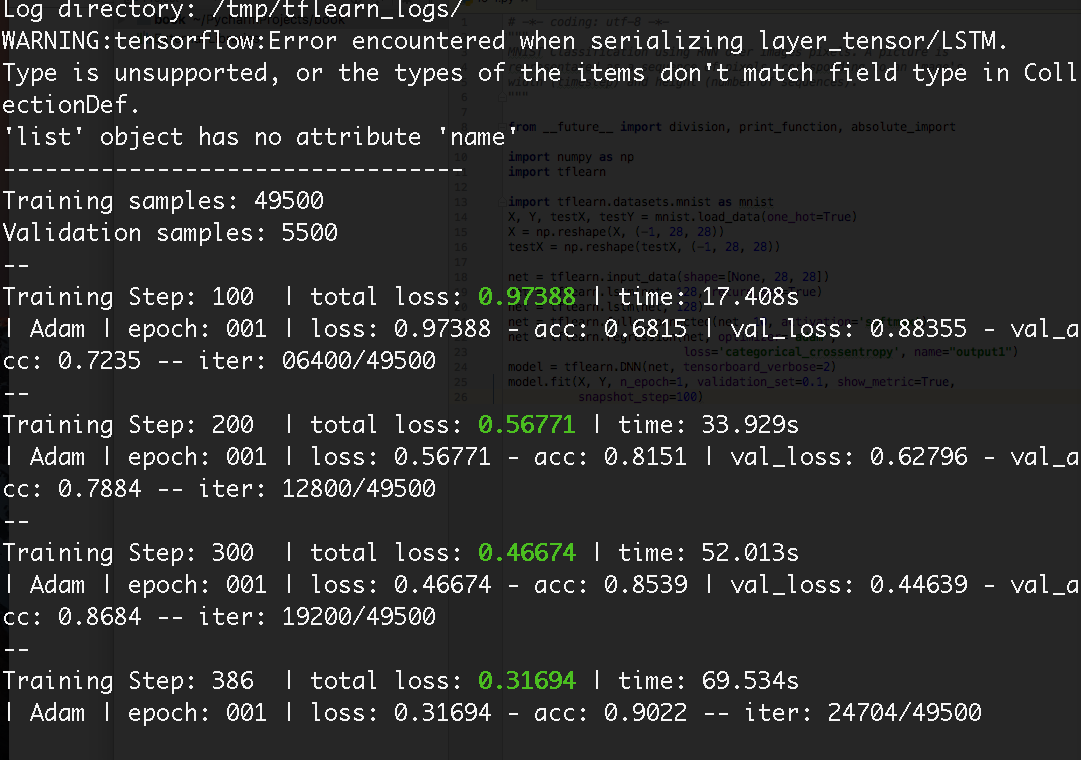 Log directory: /tmp/tflearn_logs/
WARNING:tensorflow:Error encountered when serializing layer_tensor/LSTM.
Type is unsupported, or the types of the items don't match field type in Coll
ectionDef.
'list' object has no attribute 'name'
---------------------------------
Training samples: 49500
Validation samples: 5500
--
Training Step: 100  | total loss: 0.97388 | time: 17.408s
| Adam | epoch: 001 | loss: 0.97388 - acc: 0.6815 | val_loss: 0.88355 - val_a
cc: 0.7235 -- iter: 06400/49500
--
Training Step: 200  | total loss: 0.56771 | time: 33.929s
| Adam | epoch: 001 | loss: 0.56771 - acc: 0.8151 | val_loss: 0.62796 - val_a
cc: 0.7884 -- iter: 12800/49500
--
Training Step: 300  | total loss: 0.46674 | time: 52.013s
| Adam | epoch: 001 | loss: 0.46674 - acc: 0.8539 | val_loss: 0.44639 - val_a
cc: 0.8684 -- iter: 19200/49500
--
Training Step: 386  | total loss: 0.31694 | time: 69.534s
| Adam | epoch: 001 | loss: 0.31694 - acc: 0.9022 -- iter: 24704/49500
# -*- coding: utf-8 -*-
"""
from __future__ import division, print_function, absolute_import
import numpy as np
import tflearn
import tflearn.datasets.mnist as mnist
X, Y, testX, testY = mnist.load_data(one_hot=True)
X = np.reshape(X, (-1, 28, 28))
testX = np.reshape(testX, (-1, 28, 28))
net = tflearn.input_data(shape=[None, 28, 28])
loss='categorical_crossentropy', name="output1")
model = tflearn.DNN(net, tensorboard_verbose=2)
model.fit(X, Y, n_epoch=1, validation_set=0.1, show_metric=True,
snapshot_step=100)